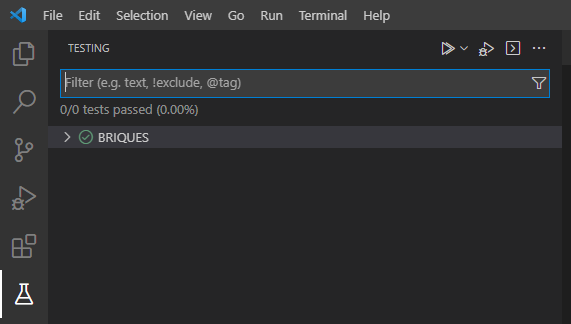 File Edit Selection View Go Run Terminal Help
TESTING
Filter (e.g. text, !exclude, @tag)
0/0 tests passed (0.00%)
BRIQUES